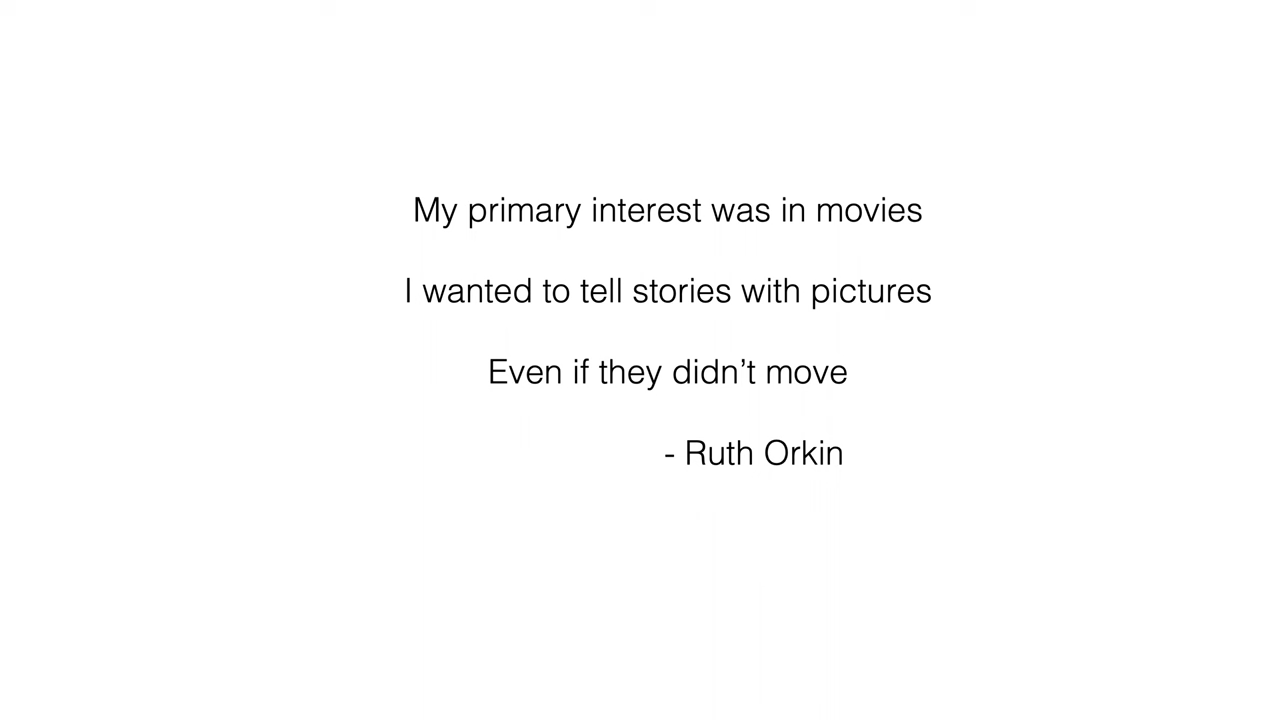 My primary interest was in movies
I wanted to tell stories with pictures
Even if they didn’t move
- Ruth Orkin